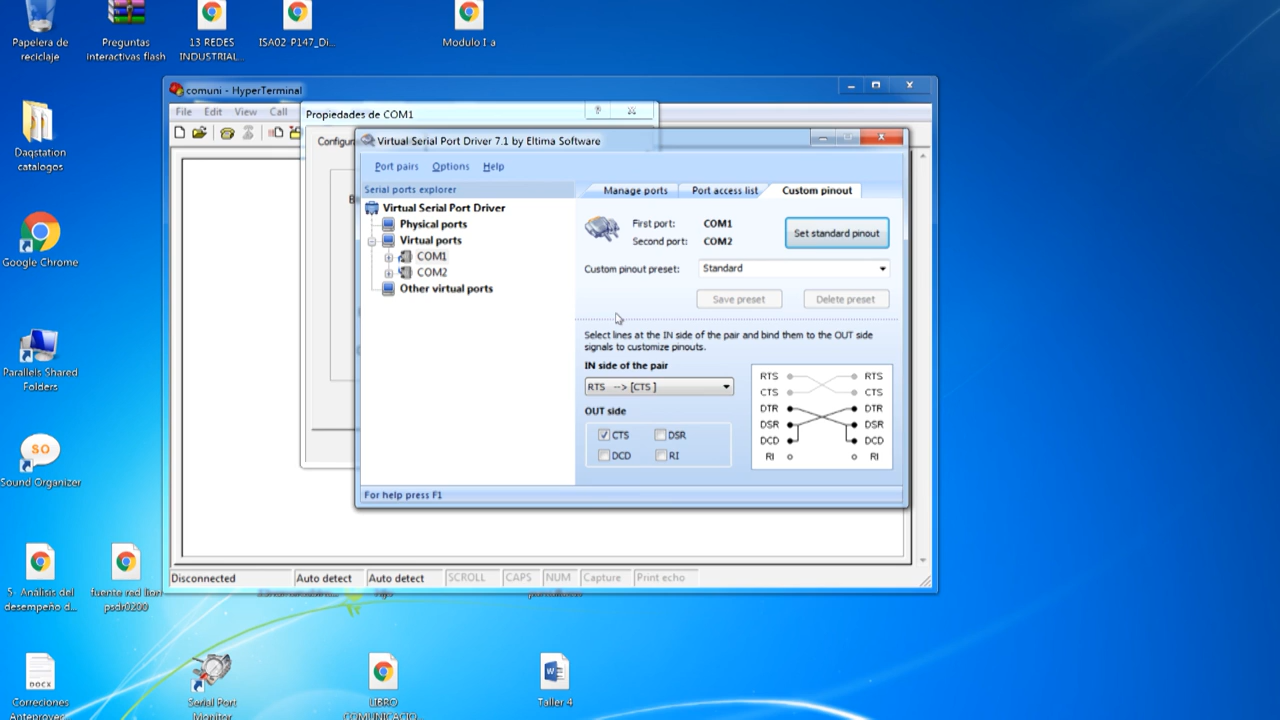 Papelera de
reciclaje
Preguntas
interactivas flash
13 REDES
INDUSTRIAL...
ISA02_P147_Di...
Modulo I a
Daqstation
catalogos
Google Chrome
Parallels Shared
Folders
SO
Sound Organizer
5- Analisis del
desempeño d...
fuente red lion
psdr0200
DOCX
Correciones
Anteproyec...
Serial Port
Monitor
LIBRO
COMUNICACIO...
Taller 4
comuni - HyperTerminal
File Edit View Call
Propiedades de COM1
Configur
B
Virtual Serial Port Driver 7.1 by Eltima Software
Port pairs Options Help
Serial ports explorer
Virtual Serial Port Driver
Physical ports
Virtual ports
COM1
COM2
Other virtual ports
Manage ports Port access list Custom pinout
First port: COM1
Second port: COM2
Set standard pinout
Custom pinout preset: Standard
Save preset Delete preset
Select lines at the IN side of the pair and bind them to the OUT side
signals to customize pinouts.
IN side of the pair
RTS --> [CTS ]
OUT side
CTS DSR
DCD RI
RTS RTS
CTS CTS
DTR DTR
DSR DSR
DCD DCD
RI RI
For help press F1
Disconnected Auto detect Auto detect SCROLL CAPS NUM Capture Print echo